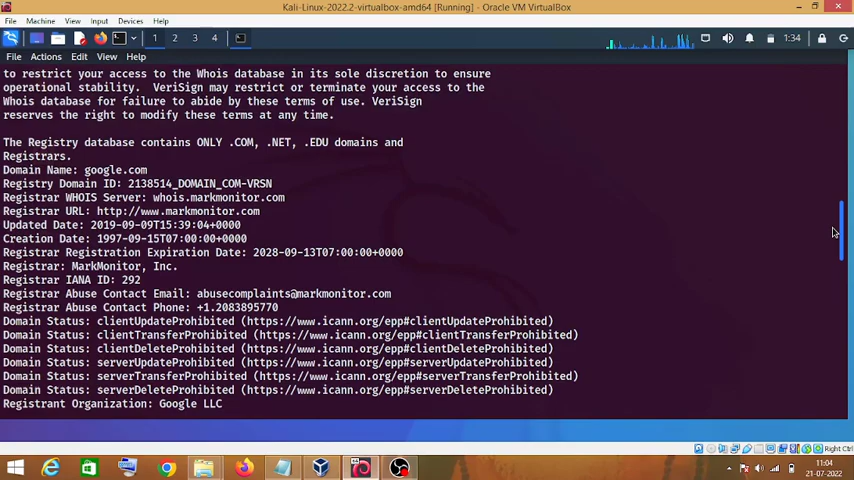 Kali-Linux-2022.2-virtualbox-amd64 [Running] - Oracle VM VirtualBox
File Machine View Input Devices Help
1 2 3 4 1:34
File Actions Edit View Help
to restrict your access to the Whois database in its sole discretion to ensure
operational stability.  VeriSign may restrict or terminate your access to the
Whois database for failure to abide by these terms of use. VeriSign
reserves the right to modify these terms at any time.
The Registry database contains ONLY .COM, .NET, .EDU domains and
Registrars.
Domain Name: google.com
Registry Domain ID: 2138514_DOMAIN_COM-VRSN
Registrar WHOIS Server: whois.markmonitor.com
Registrar URL: http://www.markmonitor.com
Updated Date: 2019-09-09T15:39:04+0000
Creation Date: 1997-09-15T07:00:00+0000
Registrar Registration Expiration Date: 2028-09-13T07:00:00+0000
Registrar: MarkMonitor, Inc.
Registrar IANA ID: 292
Registrar Abuse Contact Email: abusecomplaints@markmonitor.com
Registrar Abuse Contact Phone: +1.2083895770
Domain Status: clientUpdateProhibited (https://www.icann.org/epp#clientUpdateProhibited)
Domain Status: clientTransferProhibited (https://www.icann.org/epp#clientTransferProhibited)
Domain Status: clientDeleteProhibited (https://www.icann.org/epp#clientDeleteProhibited)
Domain Status: serverUpdateProhibited (https://www.icann.org/epp#serverUpdateProhibited)
Domain Status: serverTransferProhibited (https://www.icann.org/epp#serverTransferProhibited)
Domain Status: serverDeleteProhibited (https://www.icann.org/epp#serverDeleteProhibited)
Registrant Organization: Google LLC
Right Ctrl
11:04
21-07-2022